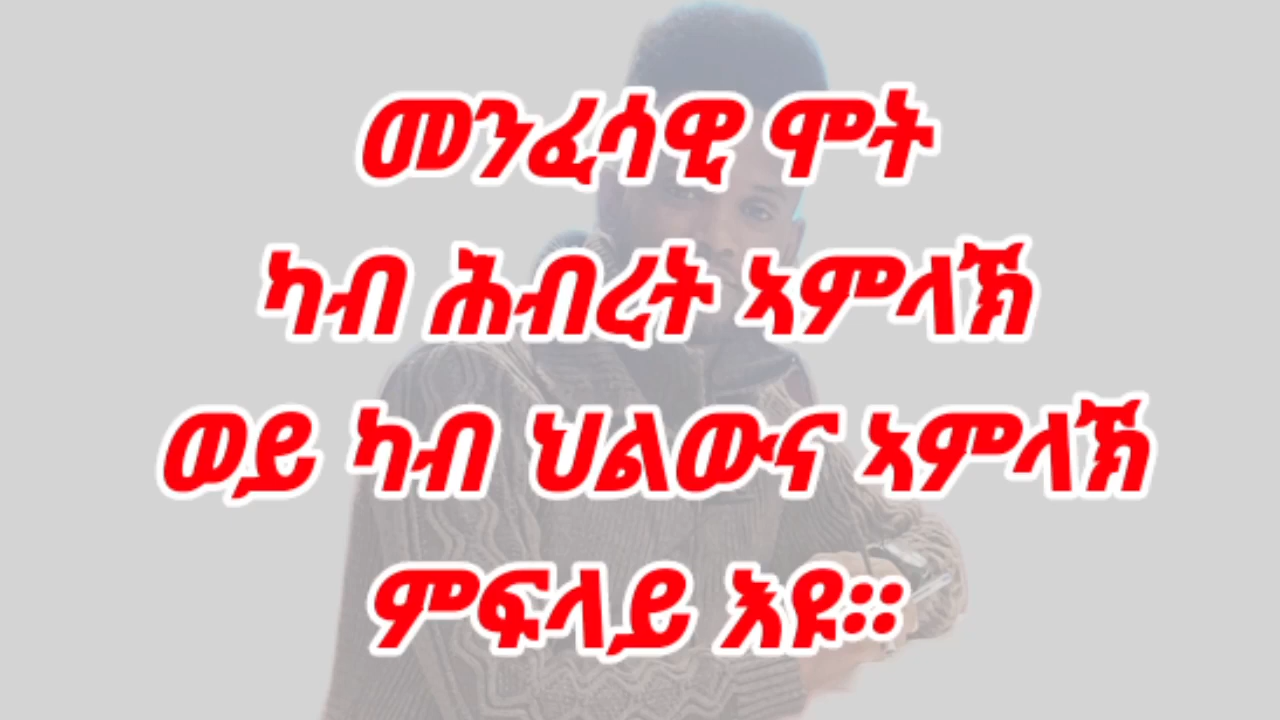 መንፈሳዊ ሞት
ካብ ሕብረት ኣምላኽ
ወይ ካብ ህልውና ኣምላኽ
ምፍላይ እዩ።